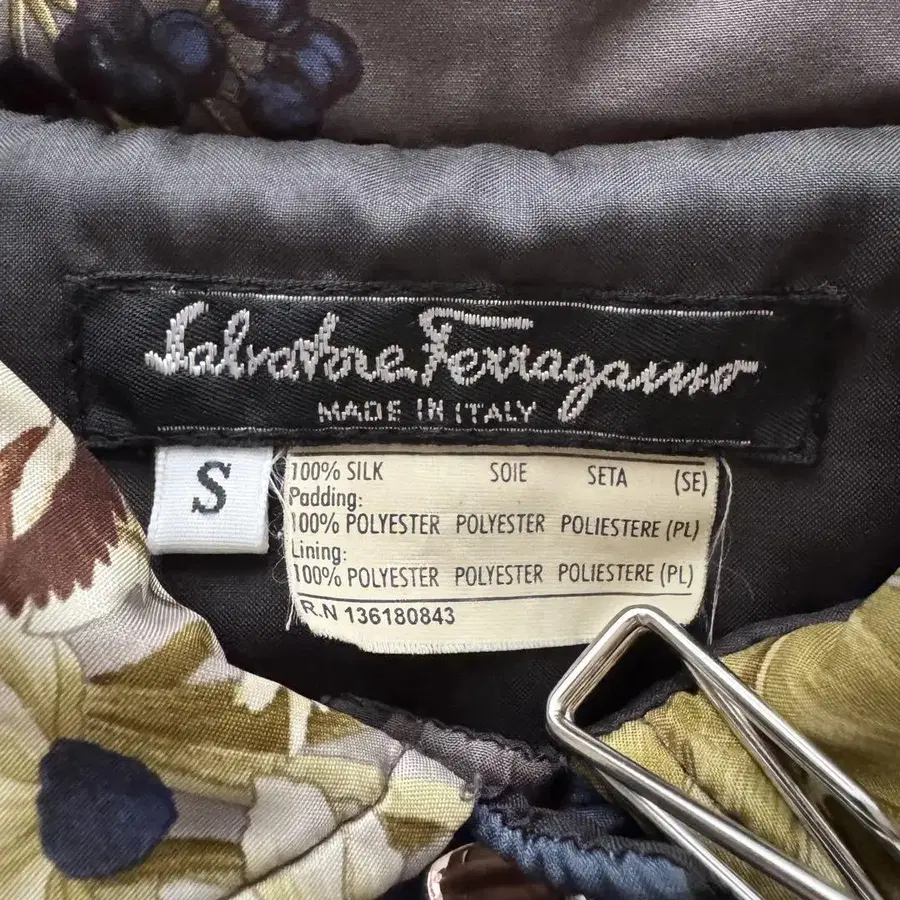 Salvatore Ferragamo
MADE IN ITALY
S
100% SILK SOIE SETA (SE)
Padding:
100% POLYESTER POLYESTER POLIESTERE (PL)
Lining:
100% POLYESTER POLYESTER POLIESTERE (PL)
R.N 136180843